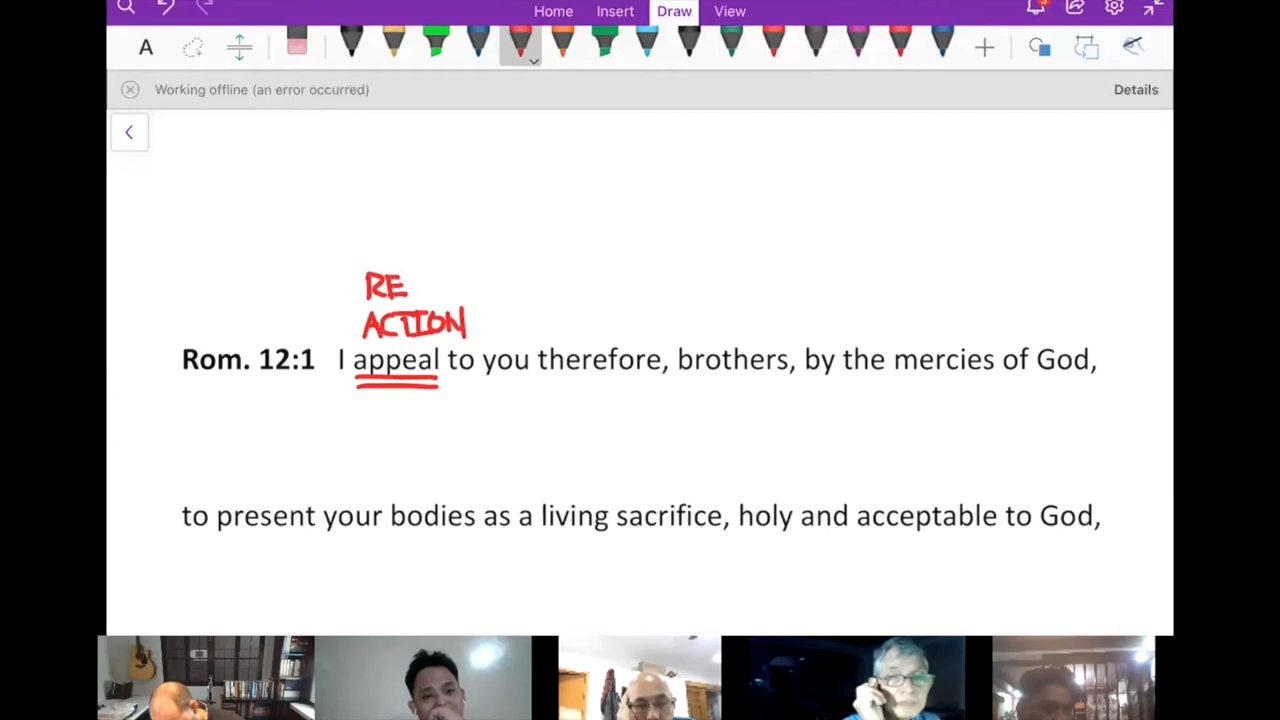 Home Insert Draw View
A
Working offline (an error occurred) Details
RE
ACTION
Rom. 12:1 I appeal to you therefore, brothers, by the mercies of God,
to present your bodies as a living sacrifice, holy and acceptable to God,